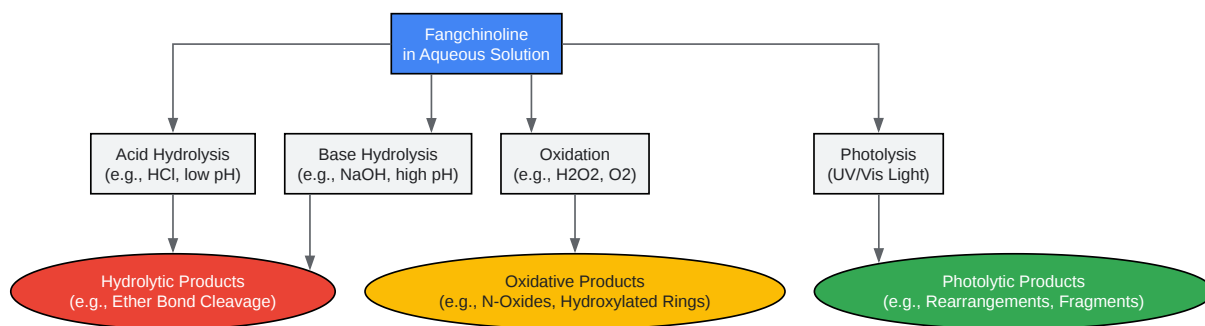 Fangchinoline
in Aqueous Solution
Acid Hydrolysis
(e.g., HCl, low pH)
Base Hydrolysis
(e.g., NaOH, high pH)
Oxidation
(e.g., H2O2, O2)
Photolysis
(UV/Vis Light)
Hydrolytic Products
(e.g., Ether Bond Cleavage)
Oxidative Products
(e.g., N-Oxides, Hydroxylated Rings)
Photolytic Products
(e.g., Rearrangements, Fragments)